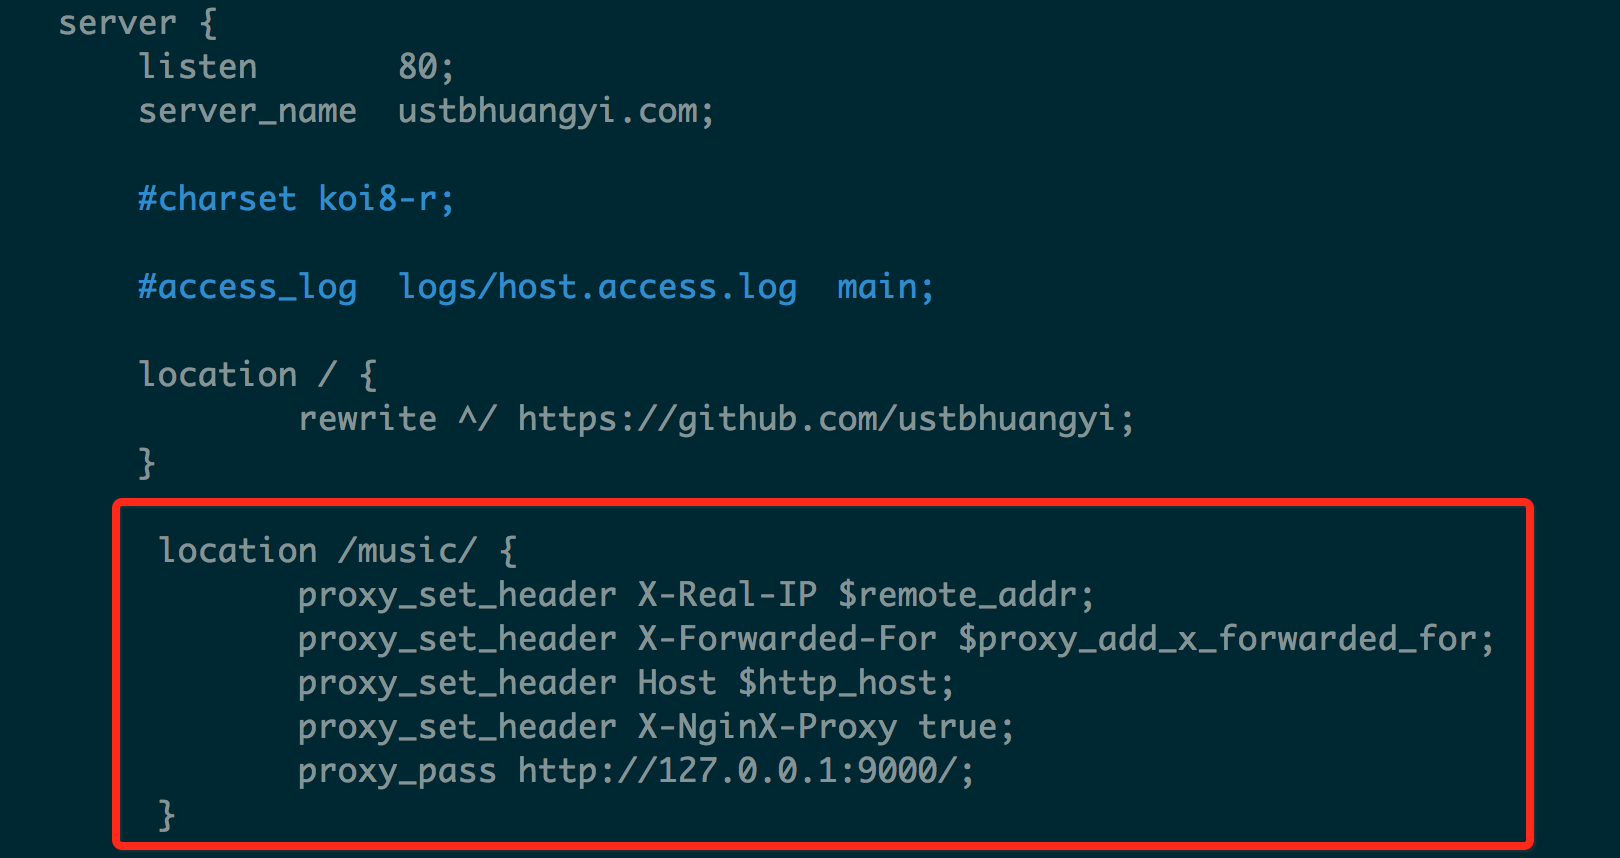 server {
listen 80;
server_name ustbhuangyi.com;
#charset koi8-r;
#access_log logs/host.access.log main;
location / {
rewrite ^/ https://github.com/ustbhuangyi;
}
location /music/ {
proxy_set_header X-Real-IP $remote_addr;
proxy_set_header X-Forwarded-For $proxy_add_x_forwarded_for;
proxy_set_header Host $http_host;
proxy_set_header X-NginX-Proxy true;
proxy_pass http://127.0.0.1:9000/;
}